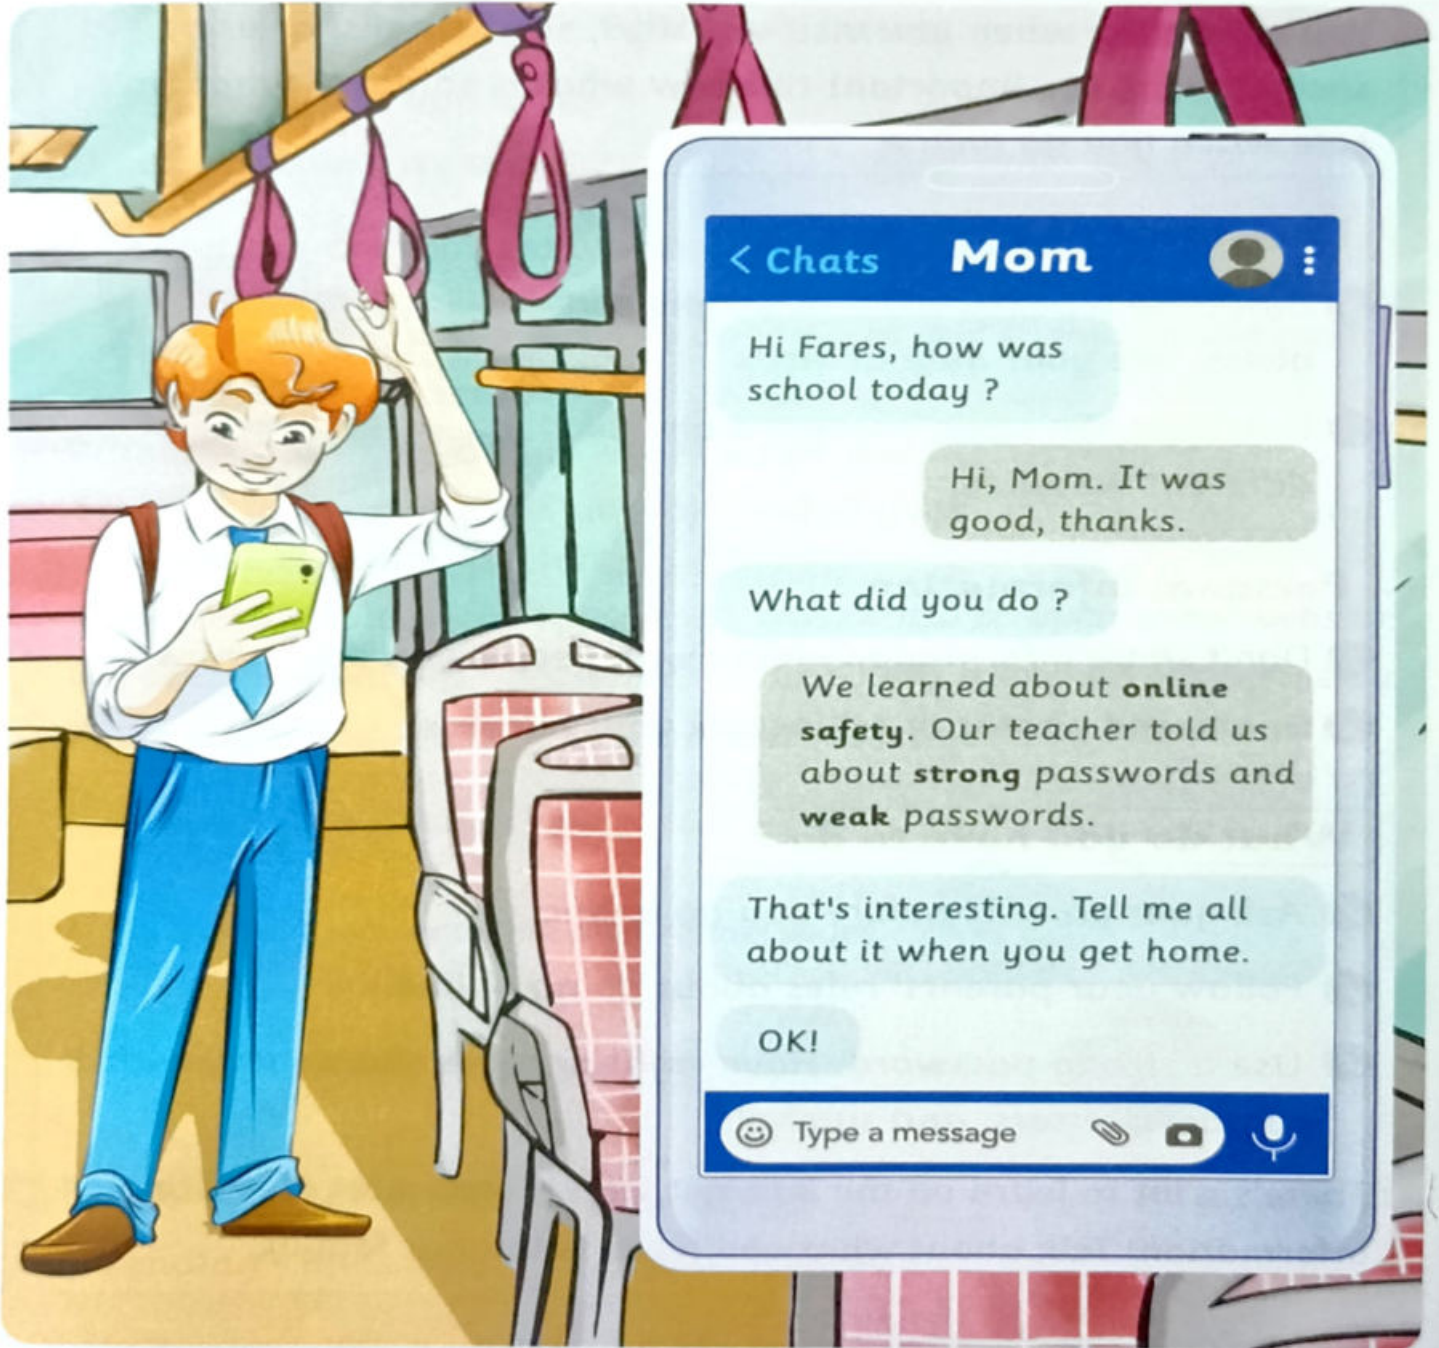 < Chats Mom
Hi Fares, how was
school today ?
Hi, Mom. It was
good, thanks.
What did you do ?
We learned about online
safety. Our teacher told us
about strong passwords and
weak passwords.
That's interesting. Tell me all
about it when you get home.
OK!
Type a message